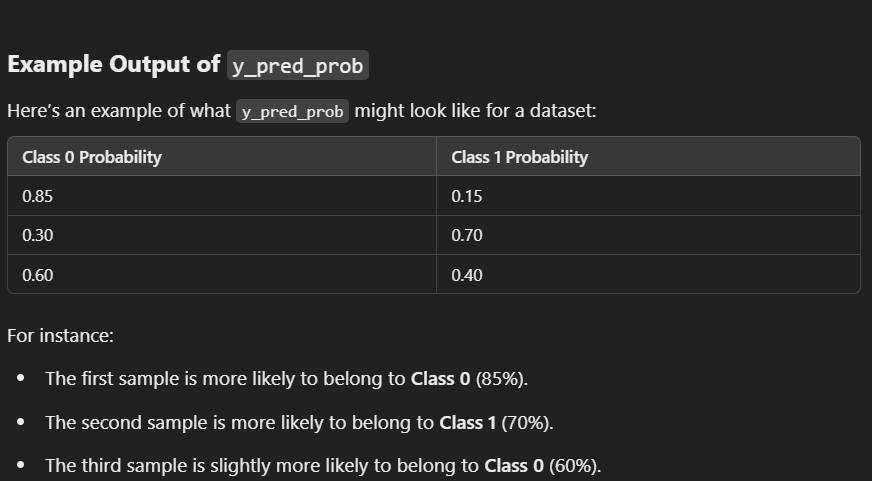 Example Output of y_pred_prob
Here's an example of what y_pred_prob might look like for a dataset:
Class 0 Probability Class 1 Probability
0.85 0.15
0.30 0.70
0.60 0.40
For instance:
• The first sample is more likely to belong to Class 0 (85%).
• The second sample is more likely to belong to Class 1 (70%).
• The third sample is slightly more likely to belong to Class 0 (60%).